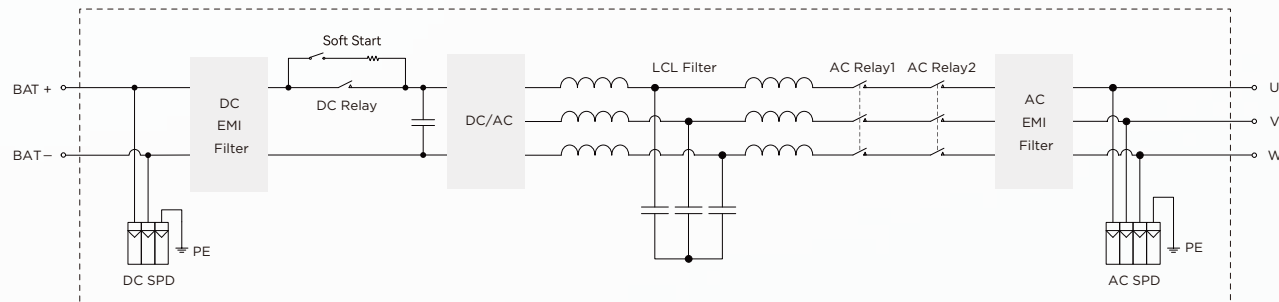 Soft Start
BAT +
DC Relay
BAT−
DC
EMI
Filter
DC/AC
LCL Filter
AC Relay1
AC Relay2
AC
EMI
Filter
U
V
W
PE
DC SPD
PE
AC SPD